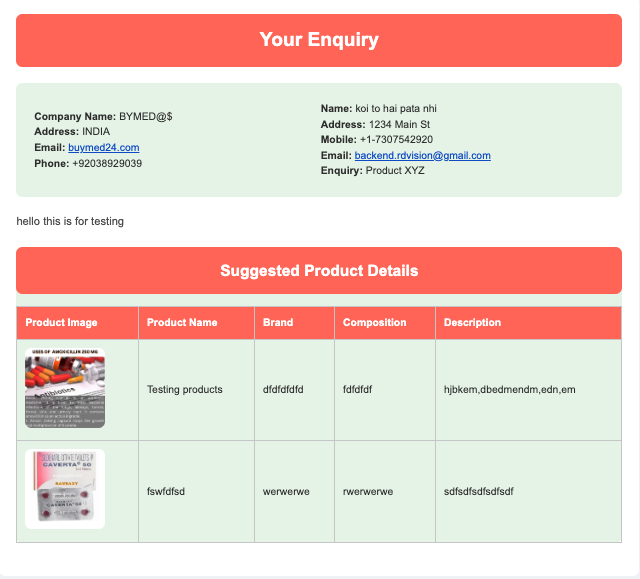 Your Enquiry
Company Name: BYMED@$
Address: INDIA
Email: buymed24.com
Phone: +92038929039
Name: koi to hai pata nhi
Address: 1234 Main St
Mobile: +1-7307542920
Email: backend.rdvision@gmail.com
Enquiry: Product XYZ
hello this is for testing
Suggested Product Details
Product Image Product Name Brand Composition Description
USES OF AMOXICILLIN 250 MG
Antibiotics
Testing products dfdfdfdfd fdfdfdf hjbkem,dbedmendm,edn,em
CAVERTA 50
RANBAXY
fswfdfsd werwerwe rwerwerwe sdfsdfsdfsdfsdf